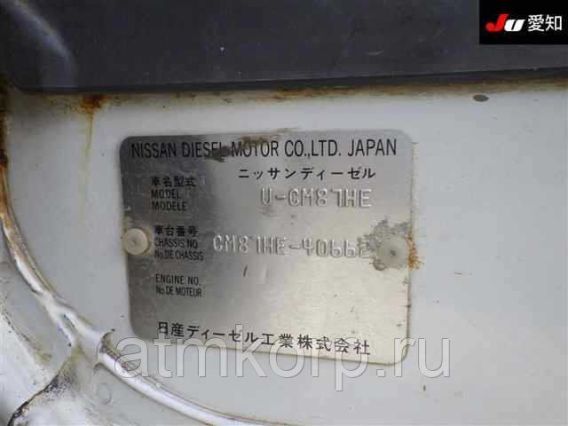 Ju 愛知
NISSAN DIESEL MOTOR CO.,LTD. JAPAN
ニッサンディーゼル
車名型式
MODEL
MODELE
U-CM87HE
車台番号
CHASSIS NO.
No.DE CHASSIS
CM87HE-40662
ENGINE NO.
No.DE MOTEUR
日産ディーゼル工業株式会社
atmkorp.ru